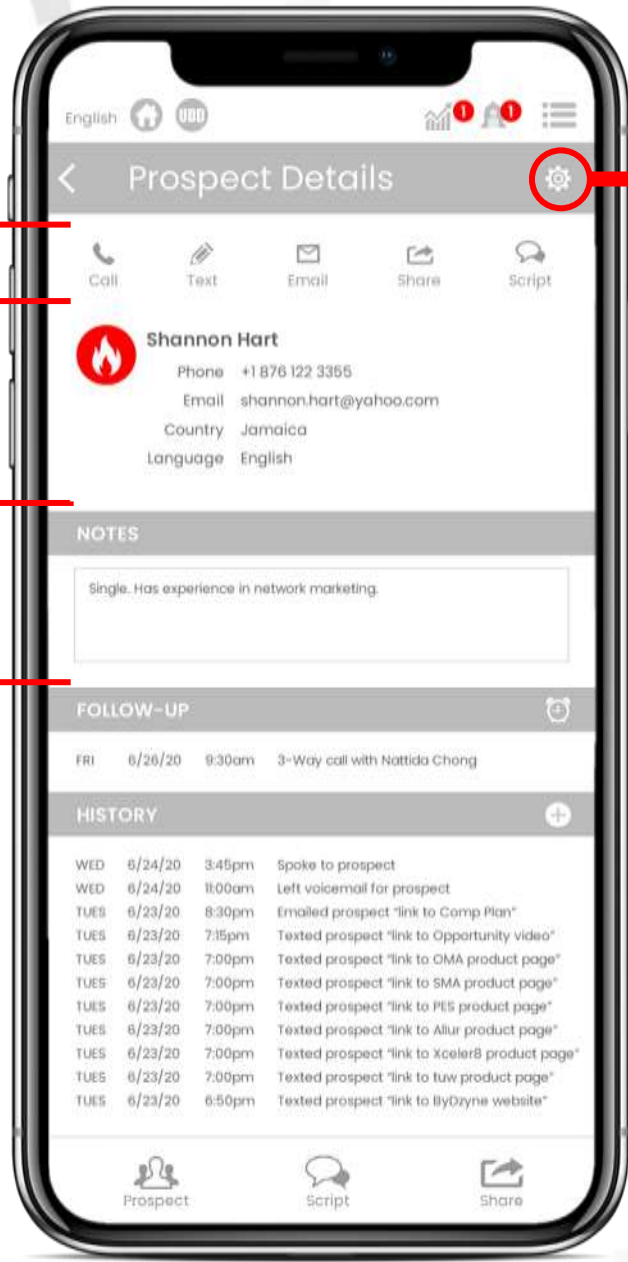 English UBD 1 1
Prospect Details
Call Text Email Share Script
Shannon Hart
Phone +1 876 122 3355
Email shannon.hart@yahoo.com
Country Jamaica
Language English
NOTES
Single. Has experience in network marketing.
FOLLOW-UP
FRI 6/26/20 9:30am 3-Way call with Nattida Chong
HISTORY
WED 6/24/20 3:45pm Spoke to prospect
WED 6/24/20 11:00am Left voicemail for prospect
TUES 6/23/20 8:30pm Emailed prospect "link to Comp Plan"
TUES 6/23/20 7:15pm Texted prospect "link to Opportunity video"
TUES 6/23/20 7:00pm Texted prospect "link to OMA product page"
TUES 6/23/20 7:00pm Texted prospect "link to SMA product page"
TUES 6/23/20 7:00pm Texted prospect "link to PES product page"
TUES 6/23/20 7:00pm Texted prospect "link to Allur product page"
TUES 6/23/20 7:00pm Texted prospect "link to Xceler8 product page"
TUES 6/23/20 7:00pm Texted prospect "link to tuw product page"
TUES 6/23/20 6:50pm Texted prospect "link to ByDzyne website"
Prospect Script Share